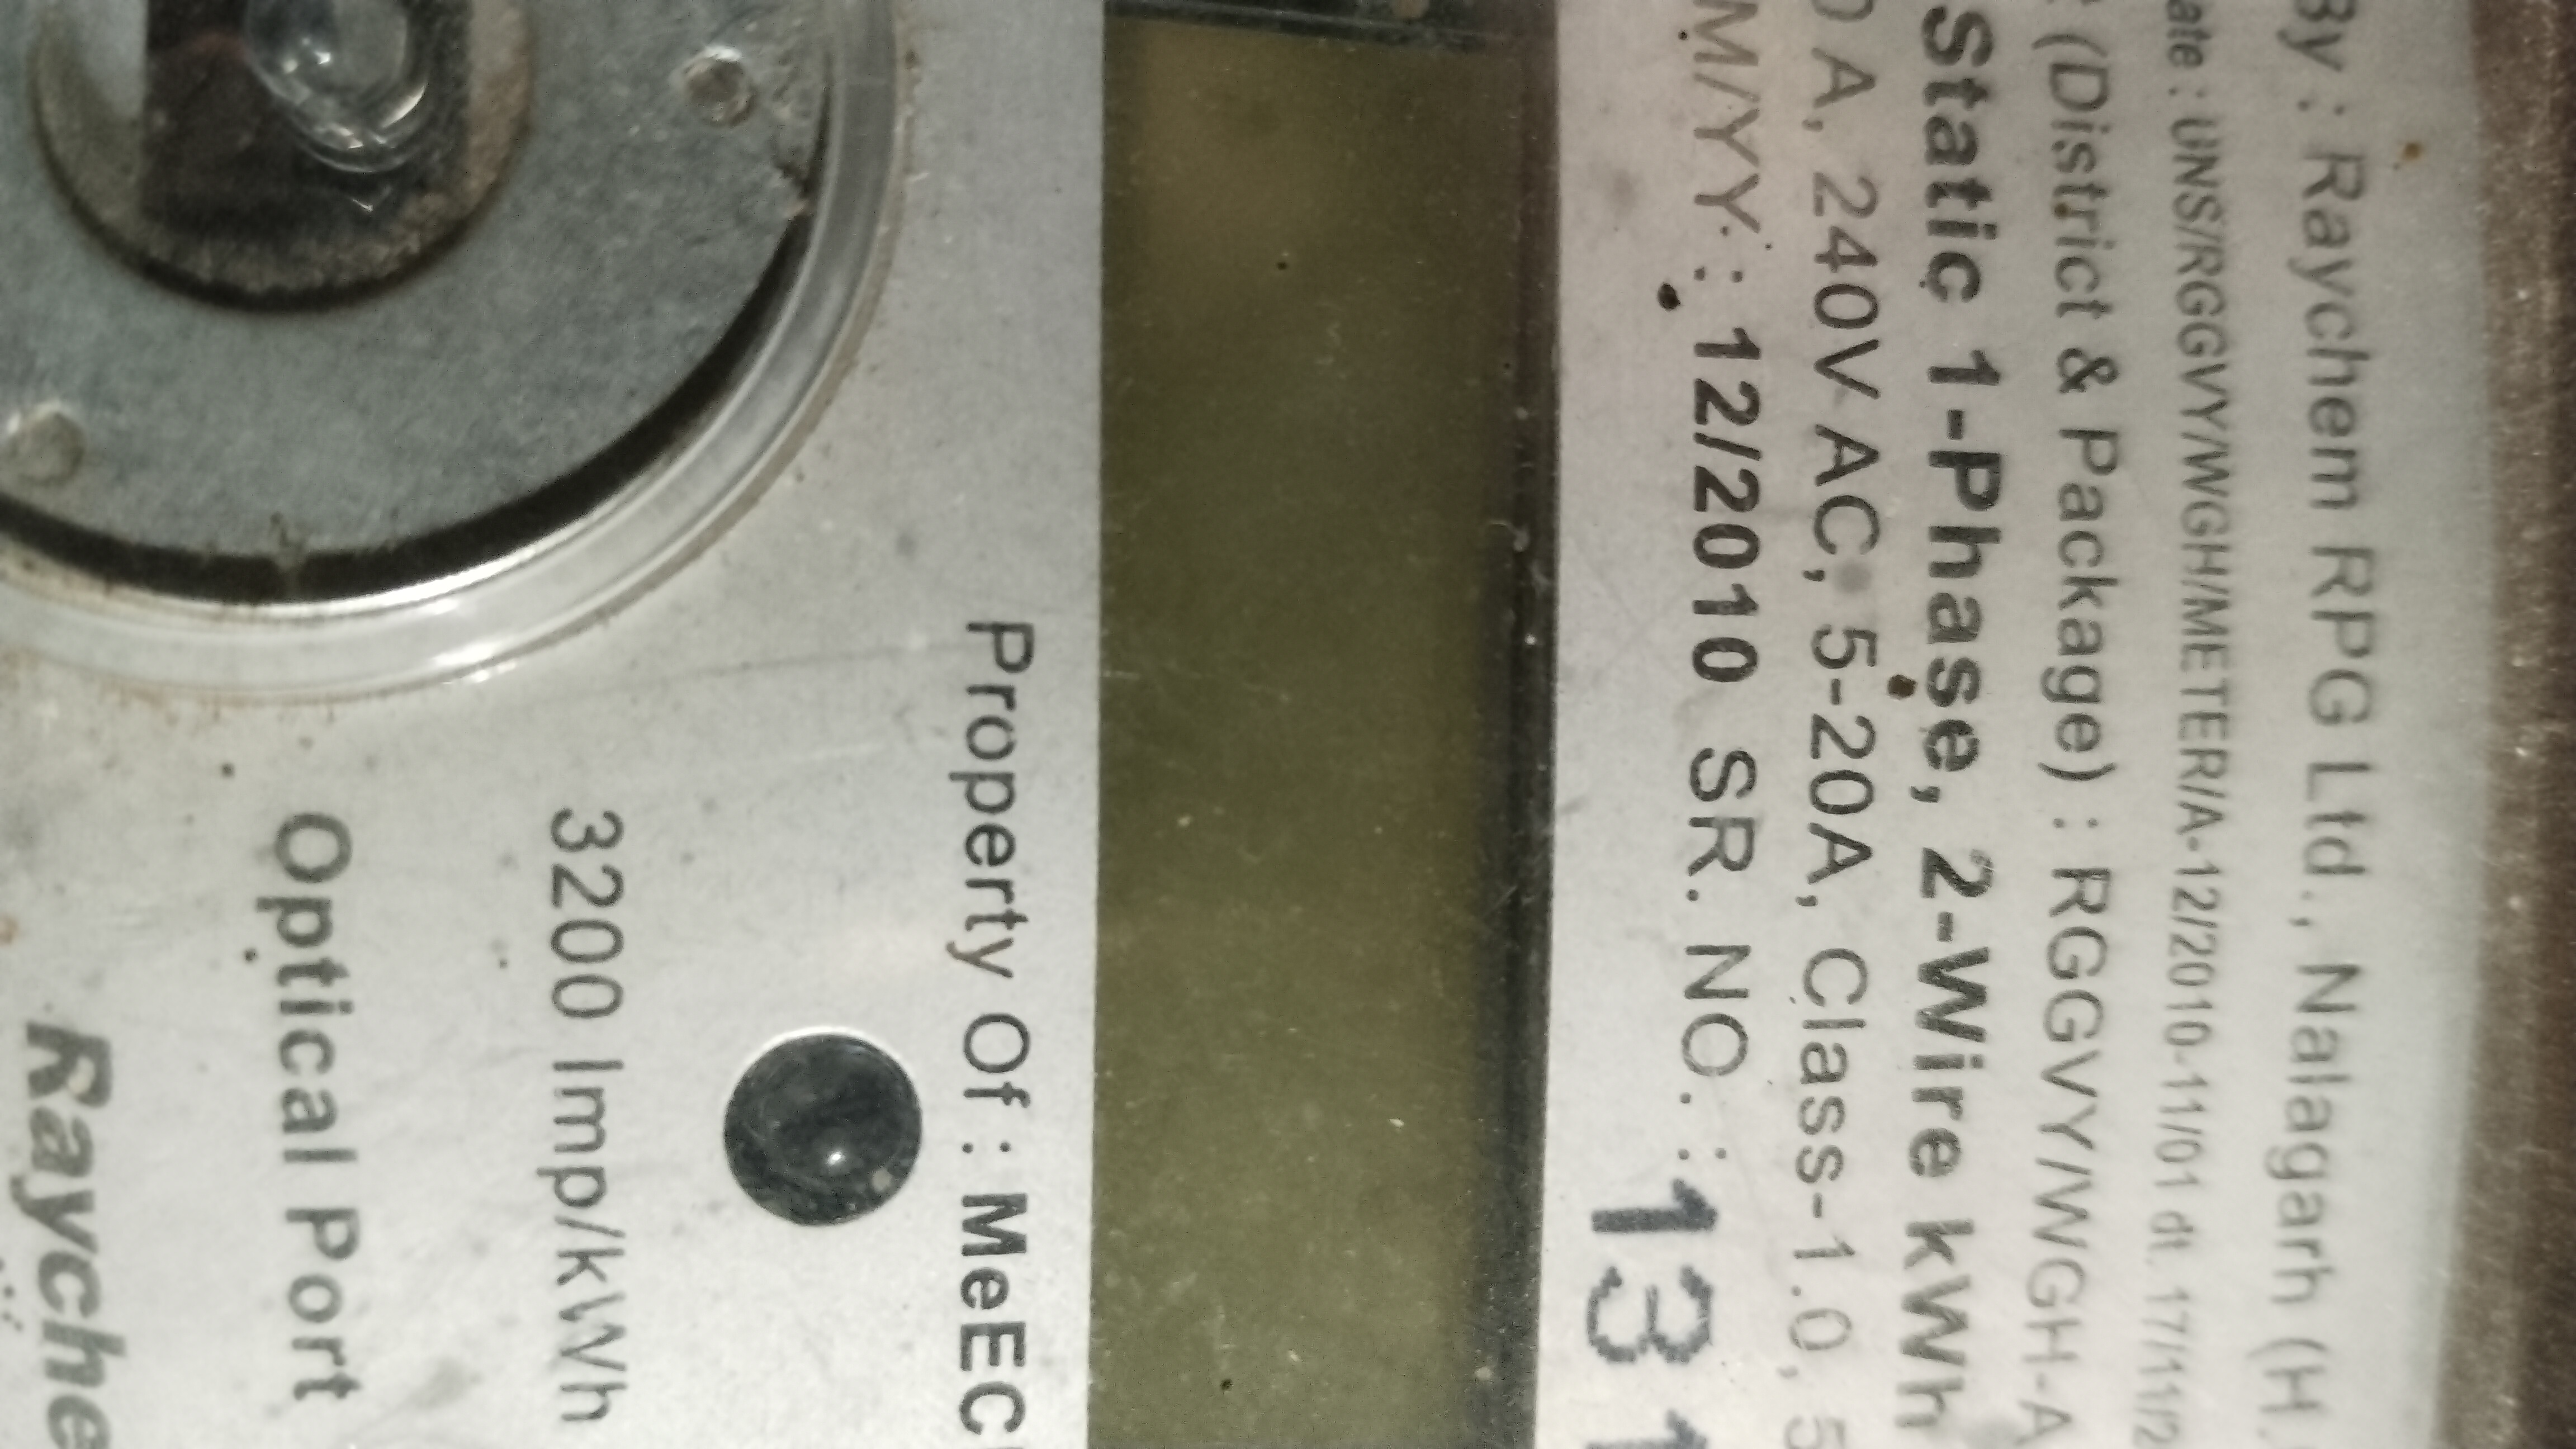 By : Raychem RPG Ltd., Nalagarh (H.
ate : UNS/RGGVY/WGH/METER/A-12/2010-11/01 dt. 17/11/2
(District & Package) : RGGVY/WGH-A
Static 1-Phase, 2-Wire kWh
A, 240V AC, 5-20A, Class-1.0, 5
M/YY : 12/2010 SR. NO. : 131
Property Of : MeEC
3200 Imp/kWh
Optical Port
Rayche